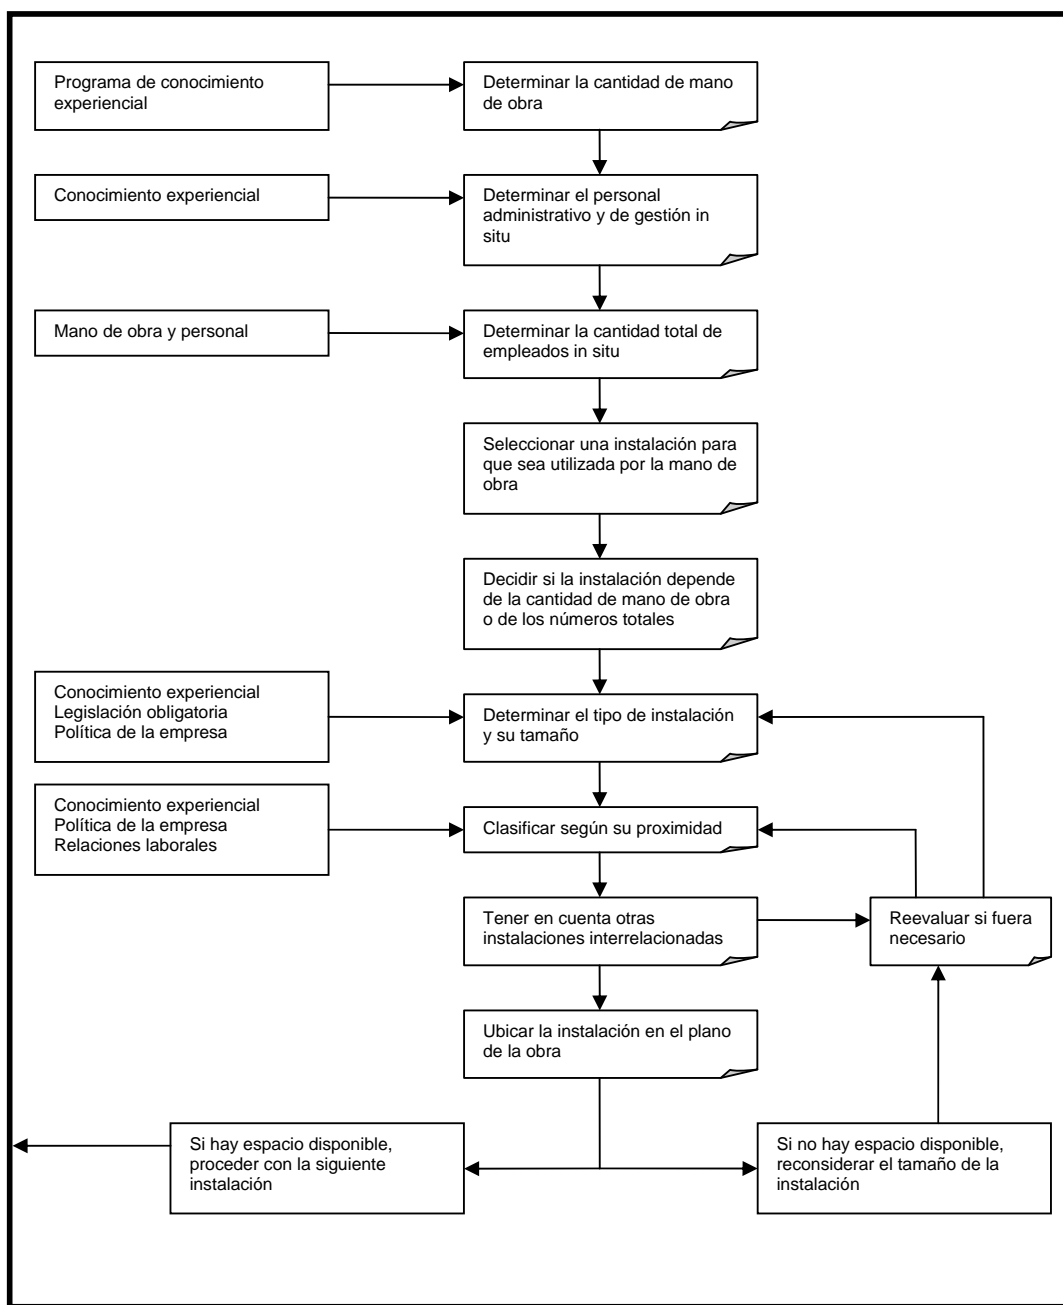 Programa de conocimiento
experiencial
Determinar la cantidad de mano
de obra
Conocimiento experiencial
Determinar el personal
administrativo y de gestión in
situ
Mano de obra y personal
Determinar la cantidad total de
empleados in situ
Seleccionar una instalación para
que sea utilizada por la mano de
obra
Decidir si la instalación depende
de la cantidad de mano de obra
o de los números totales
Conocimiento experiencial
Legislación obligatoria
Política de la empresa
Determinar el tipo de instalación
y su tamaño
Conocimiento experiencial
Política de la empresa
Relaciones laborales
Clasificar según su proximidad
Tener en cuenta otras
instalaciones interrelacionadas
Reevaluar si fuera
necesario
Ubicar la instalación en el plano
de la obra
Si hay espacio disponible,
proceder con la siguiente
instalación
Si no hay espacio disponible,
reconsiderar el tamaño de la
instalación